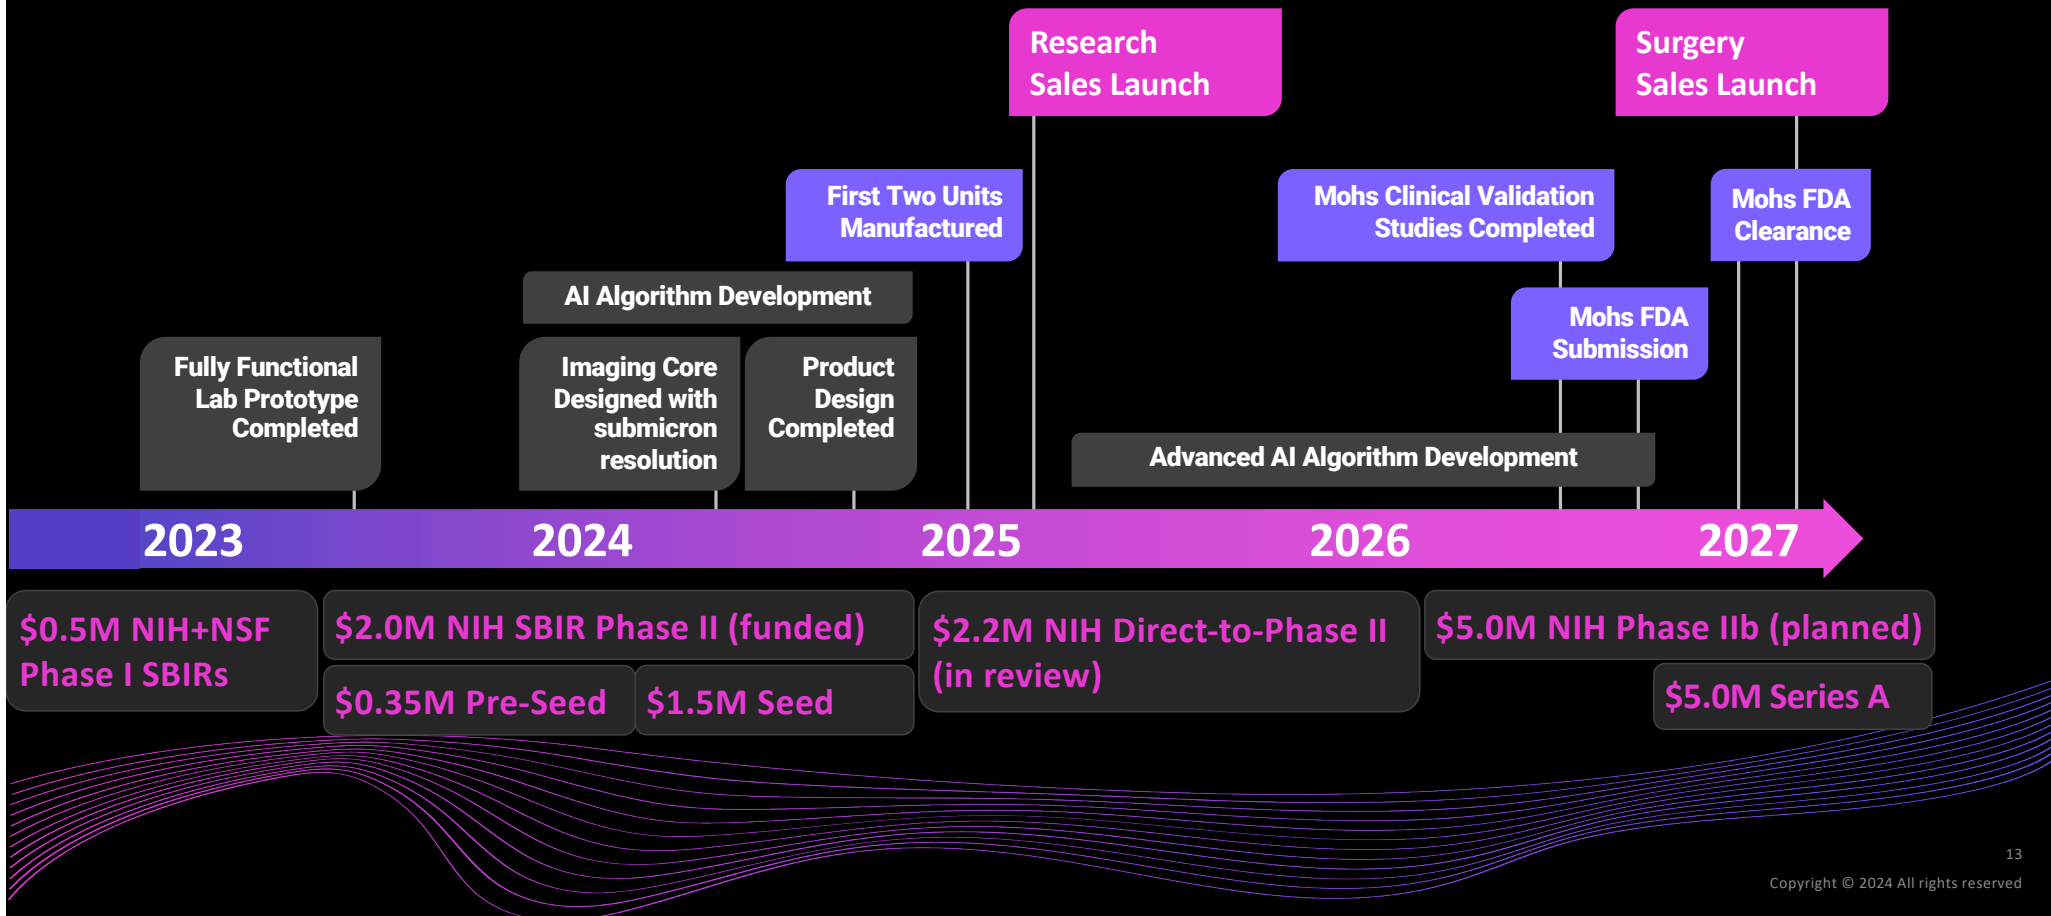 Research
Sales Launch
Surgery
Sales Launch
First Two Units
Manufactured
Mohs Clinical Validation
Studies Completed
Mohs FDA
Clearance
AI Algorithm Development
Mohs FDA
Submission
Fully Functional
Lab Prototype
Completed
Imaging Core
Designed with
submicron
resolution
Product
Design
Completed
Advanced AI Algorithm Development
2023
2024
2025
2026
2027
$0.5M NIH+NSF
Phase I SBIRs
$2.0M NIH SBIR Phase II (funded)
$0.35M Pre-Seed
$1.5M Seed
$2.2M NIH Direct-to-Phase II
(in review)
$5.0M NIH Phase IIb (planned)
$5.0M Series A
13
Copyright © 2024 All rights reserved